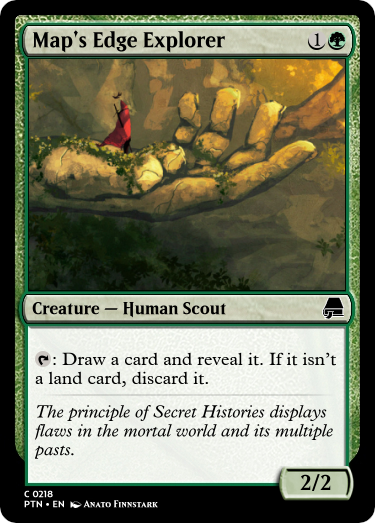 Map's Edge Explorer 1
Creature — Human Scout
: Draw a card and reveal it. If it isn't
a land card, discard it.
The principle of Secret Histories displays
flaws in the mortal world and its multiple
pasts.
2/2
C 0218
PTN • EN Anato Finnstark